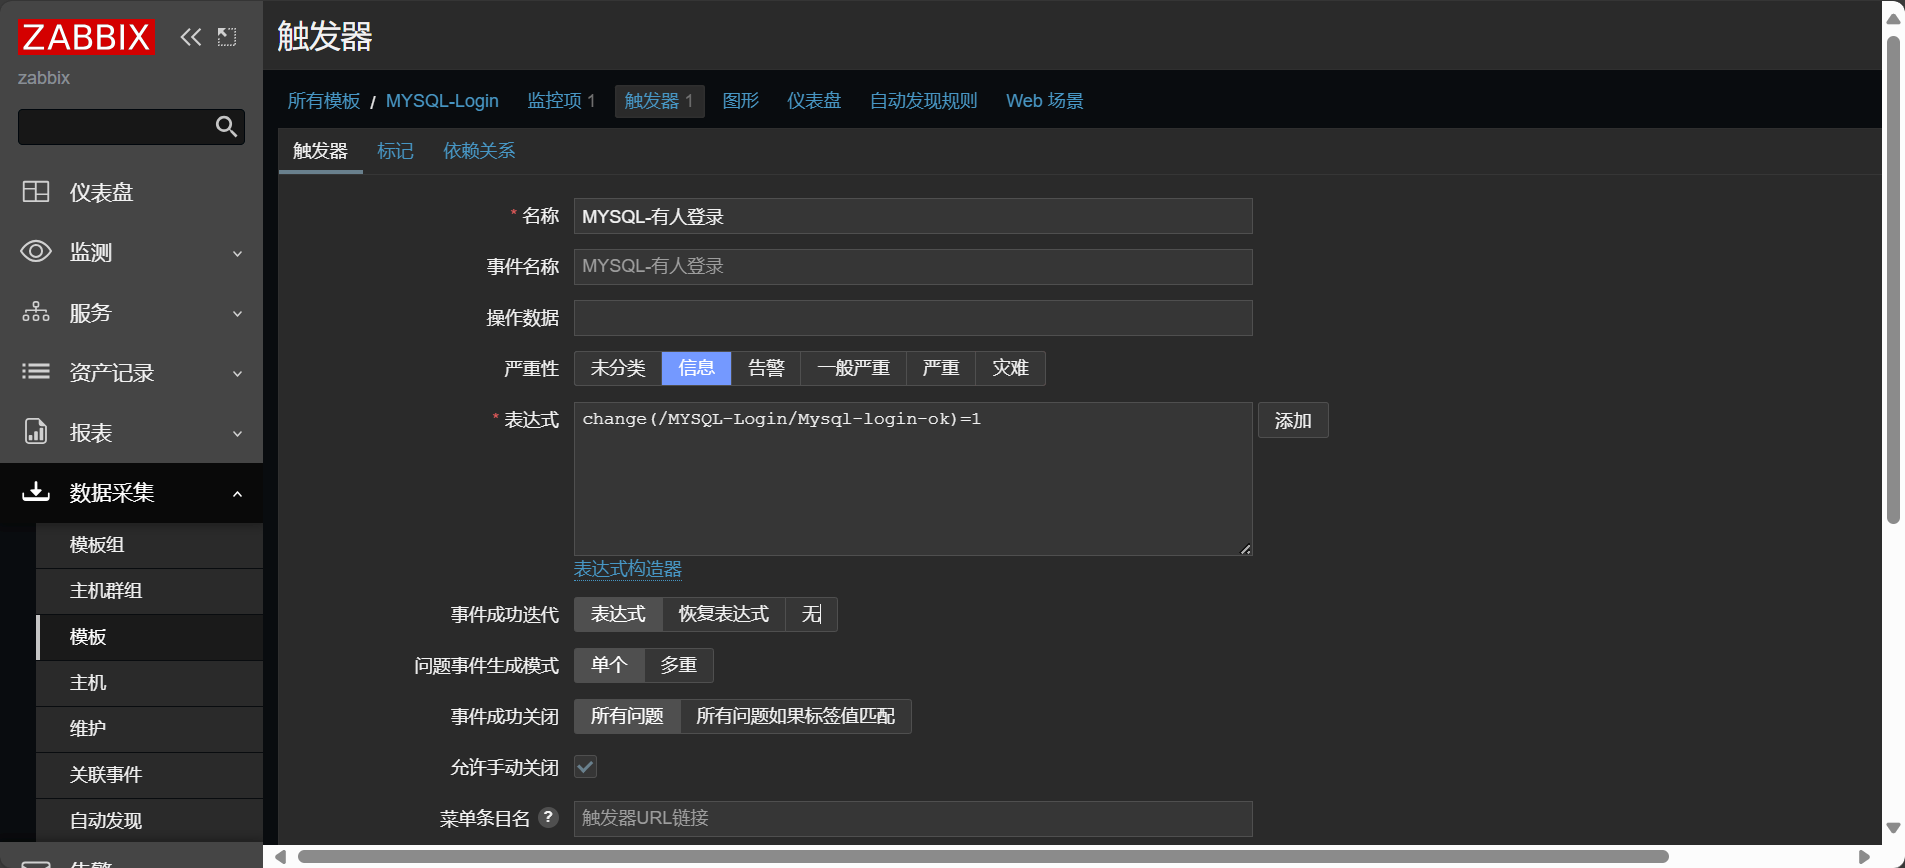 ZABBIX
zabbix
仪表盘
监测
服务
资产记录
报表
数据采集
模板组
主机群组
模板
主机
维护
关联事件
自动发现
告警
触发器
所有模板 / MYSQL-Login 监控项 1 触发器 1 图形 仪表盘 自动发现规则 Web 场景
触发器 标记 依赖关系
* 名称 MYSQL-有人登录
事件名称 MYSQL-有人登录
操作数据
严重性 未分类 信息 告警 一般严重 严重 灾难
* 表达式 change(/MYSQL-Login/Mysql-login-ok)=1 添加
表达式构造器
事件成功迭代 表达式 恢复表达式 无
问题事件生成模式 单个 多重
事件成功关闭 所有问题 所有问题如果标签值匹配
允许手动关闭
菜单条目名 ? 触发器URL链接